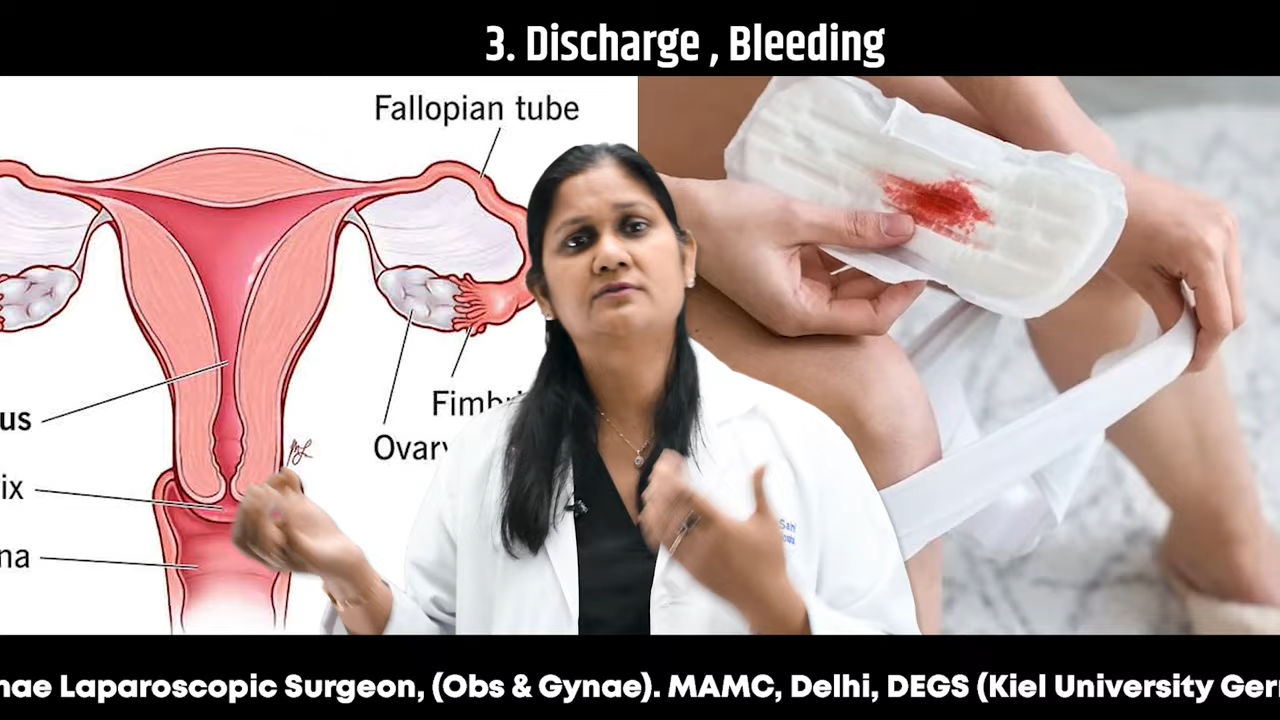 3. Discharge , Bleeding
Fallopian tube
Ovary
us
ix
na
nae Laparoscopic Surgeon, (Obs & Gynae). MAMC, Delhi, DEGS (Kiel University Ger